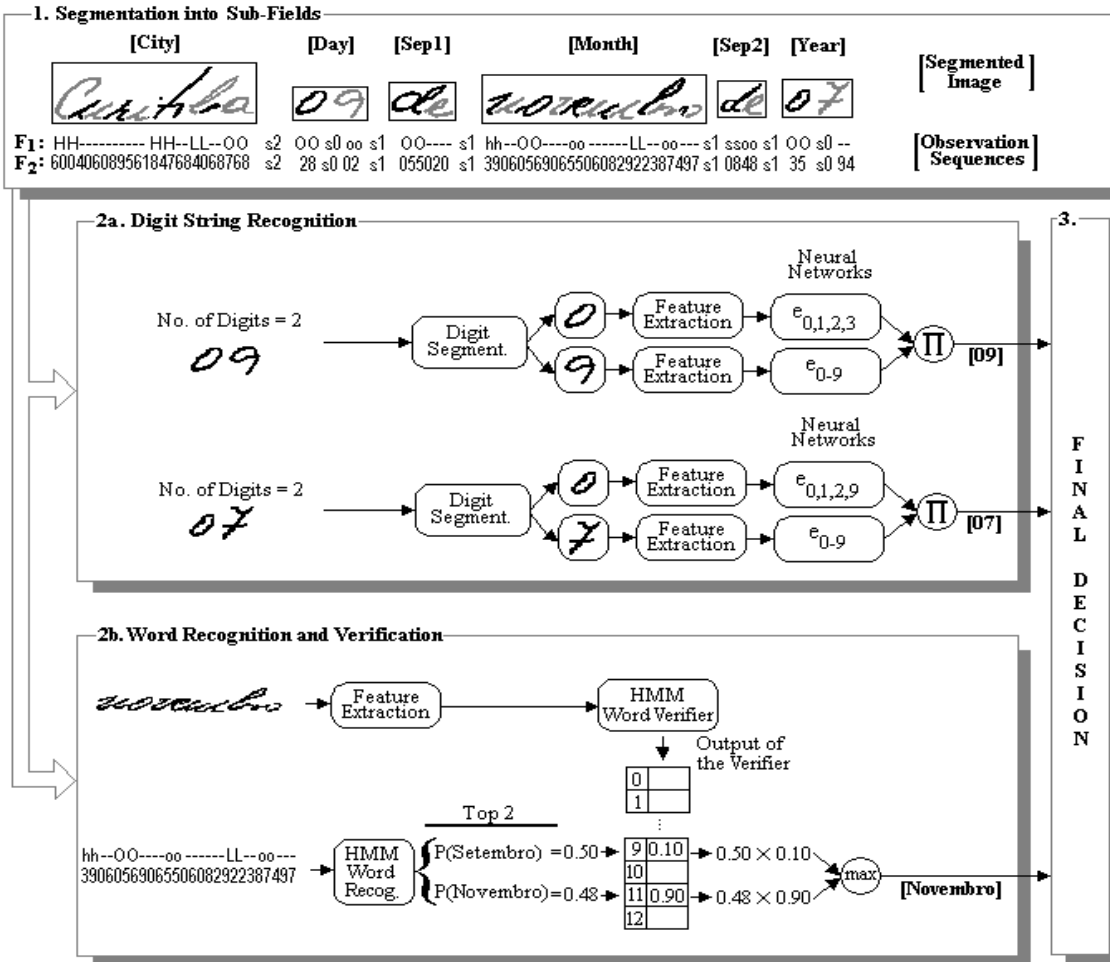 1. Segmentation into Sub-Fields
[City] [Day] [Sep1] [Month] [Sep2] [Year]
Curitiba 09 de novembro de 07
[Segmented Image]
F1: HH---------- HH--LL--OO s2 OO s0 oo s1 OO---- s1 hh--OO----oo ------LL--oo--- s1 ssoo s1 OO s0 --
F2: 600406089561847684068768 s2 28 s0 02 s1 055020 s1 390605690655060829223874 97 s1 0848 s1 35 s0 94
[Observation Sequences]
2a. Digit String Recognition
Neural
Networks
No. of Digits = 2
09
Digit
Segment.
0
Feature
Extraction
e0,1,2,3
9
Feature
Extraction
e0-9
Π
[09]
Neural
Networks
No. of Digits = 2
07
Digit
Segment.
0
Feature
Extraction
e0,1,2,9
7
Feature
Extraction
e0-9
Π
[07]
2b. Word Recognition and Verification
novembro
Feature
Extraction
HMM
Word Verifier
Output of
the Verifier
0
1
⋮
Top 2
hh--OO----oo ------LL--oo---
39060569065506082922387497
HMM
Word
Recog.
P(Setembro) =0.50 9 0.10 0.50 × 0.10
10
P(Novembro)=0.48 11 0.90 0.48 × 0.90
12
max
[Novembro]
3.
FINAL DECISION